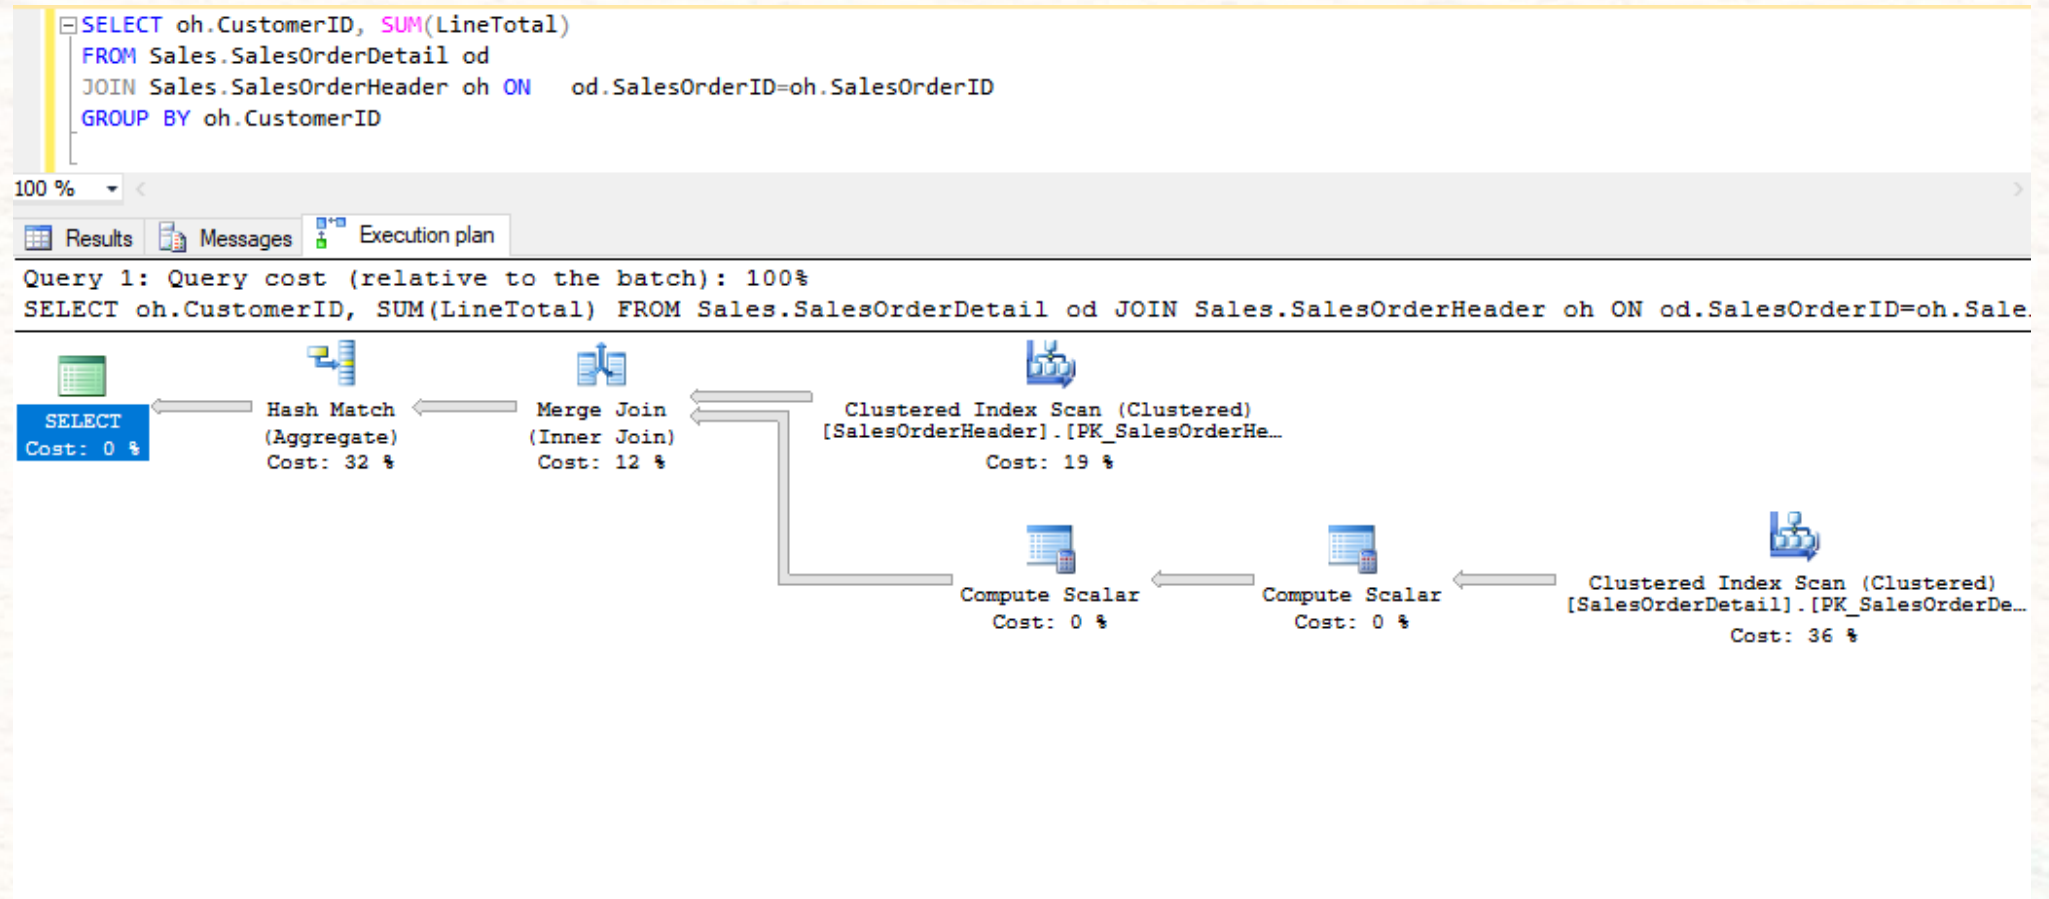 SELECT oh.CustomerID, SUM(LineTotal)
FROM Sales.SalesOrderDetail od
JOIN Sales.SalesOrderHeader oh ON   od.SalesOrderID=oh.SalesOrderID
GROUP BY oh.CustomerID
100 %
Results Messages Execution plan
Query 1: Query cost (relative to the batch): 100%
SELECT oh.CustomerID, SUM(LineTotal) FROM Sales.SalesOrderDetail od JOIN Sales.SalesOrderHeader oh ON od.SalesOrderID=oh.Sale.
SELECT
Cost: 0 %
Hash Match
(Aggregate)
Cost: 32 %
Merge Join
(Inner Join)
Cost: 12 %
Clustered Index Scan (Clustered)
[SalesOrderHeader].[PK_SalesOrderHe…
Cost: 19 %
Compute Scalar
Cost: 0 %
Compute Scalar
Cost: 0 %
Clustered Index Scan (Clustered)
[SalesOrderDetail].[PK_SalesOrderDe…
Cost: 36 %